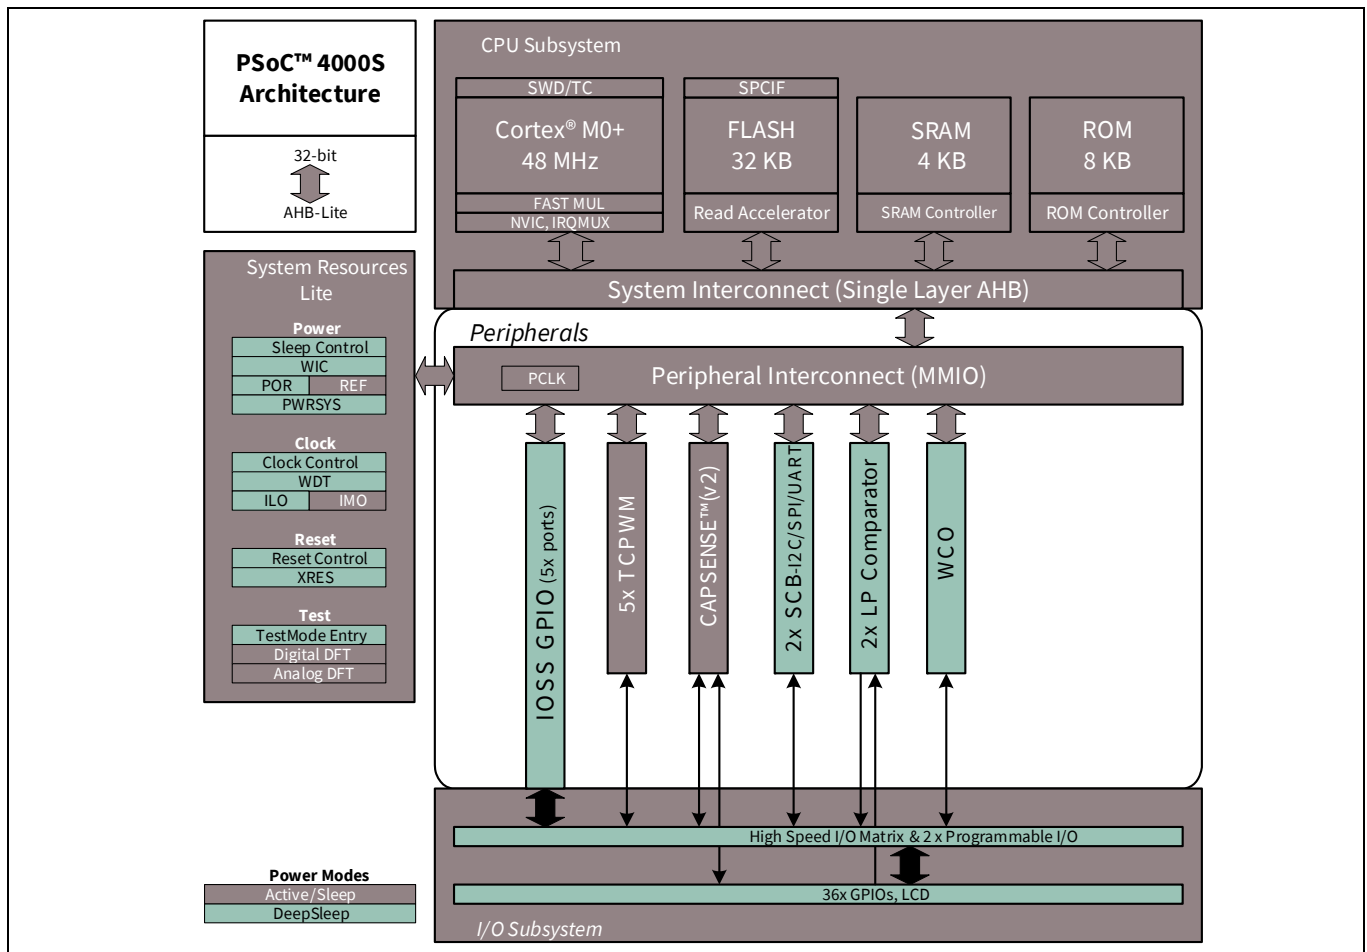 PSoC™ 4000S
Architecture
32-bit
AHB-Lite
CPU Subsystem
SWD/TC
Cortex® M0+
48 MHz
FAST MUL
NVIC, IRQMUX
SPCIF
FLASH
32 KB
Read Accelerator
SRAM
4 KB
SRAM Controller
ROM
8 KB
ROM Controller
System Interconnect (Single Layer AHB)
System Resources
Lite
Power
Sleep Control
WIC
POR
REF
PWRSYS
Clock
Clock Control
WDT
ILO
IMO
Reset
Reset Control
XRES
Test
TestMode Entry
Digital DFT
Analog DFT
Peripherals
PCLK
Peripheral Interconnect (MMIO)
IOSS GPIO (5x ports)
5x TCPWM
CAPSENSE™(v2)
2x SCB-I2C/SPI/UART
2x LP Comparator
WCO
High Speed I/O Matrix & 2 x Programmable I/O
36x GPIOs, LCD
I/O Subsystem
Power Modes
Active/Sleep
DeepSleep